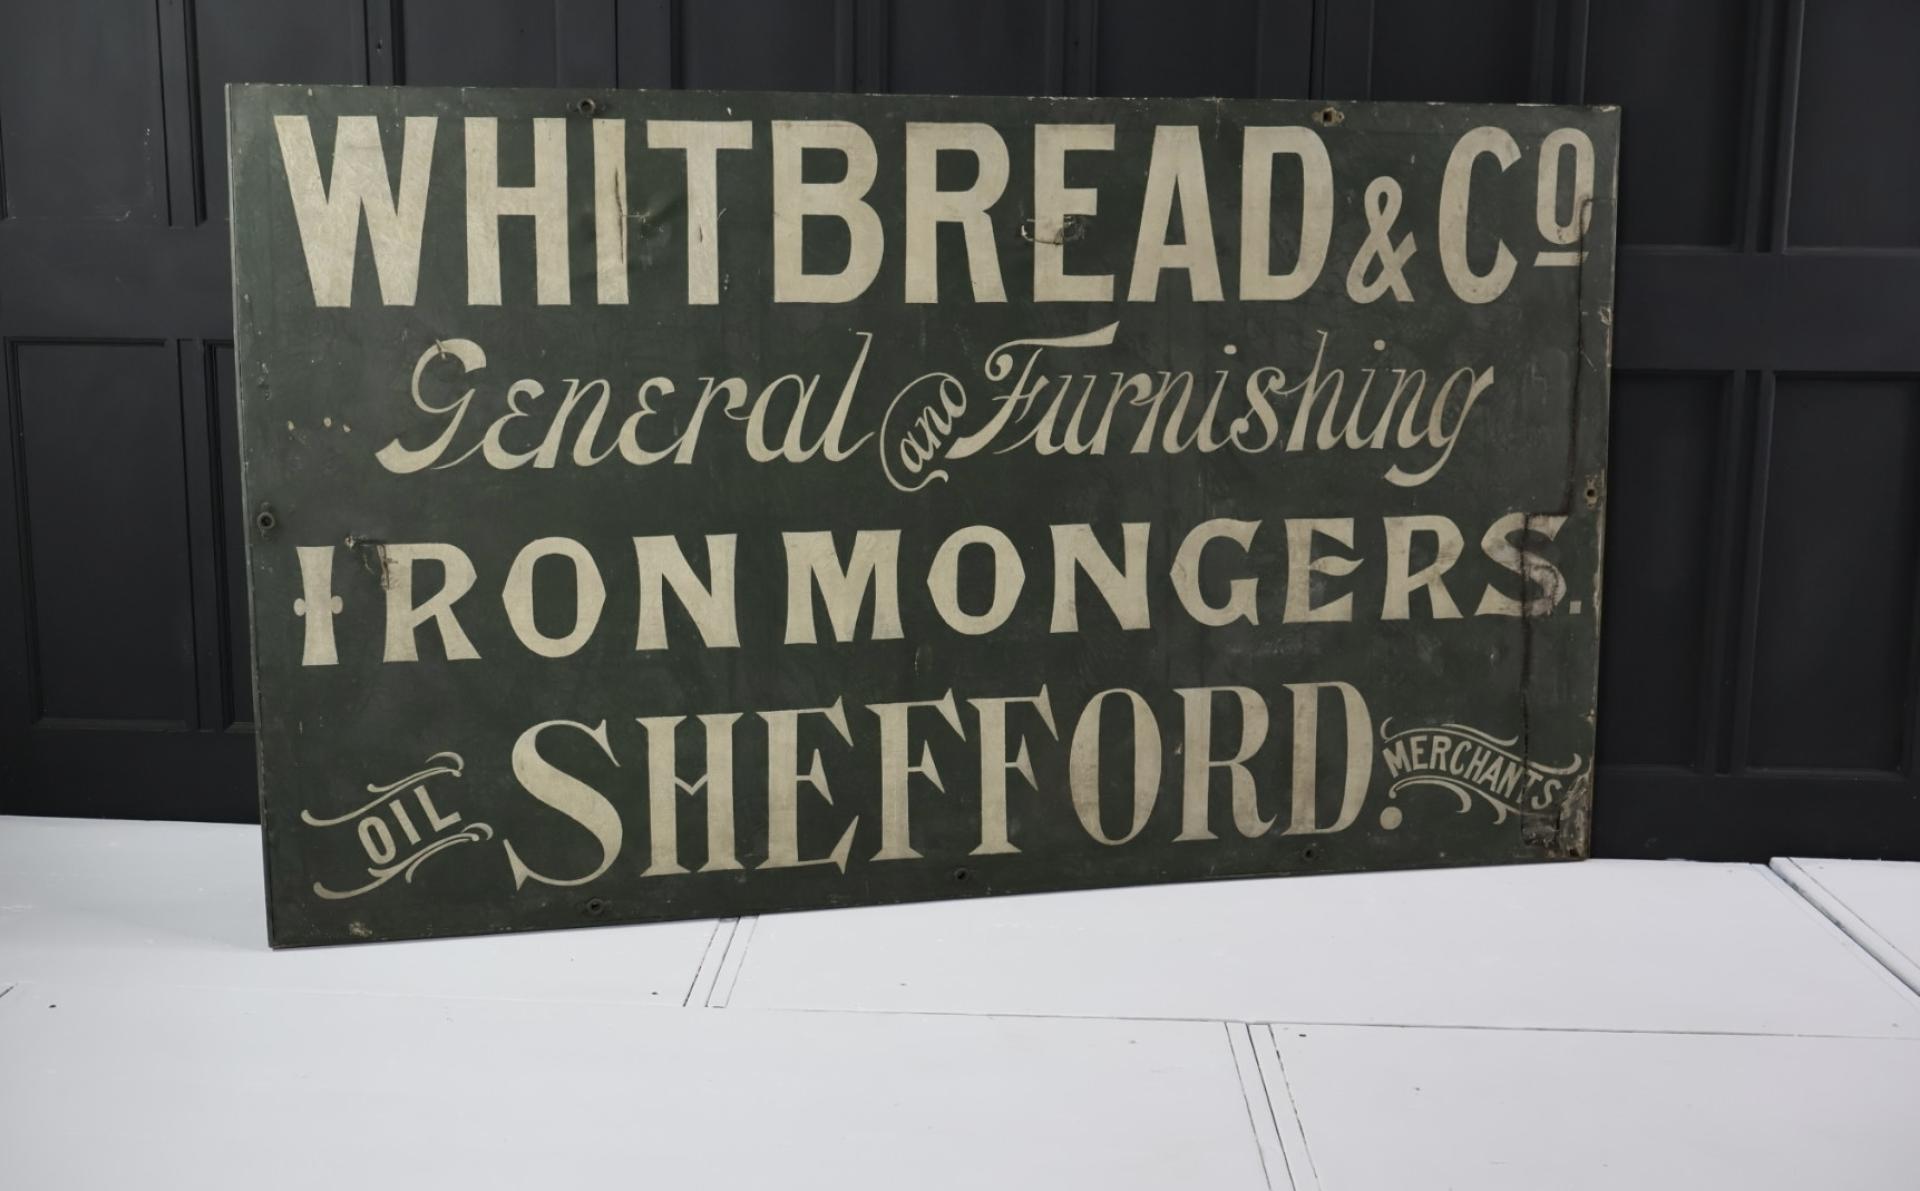 WHITBREAD & Co
General and Furnishing
IRONMONGERS.
OIL SHEFFORD. MERCHANTS